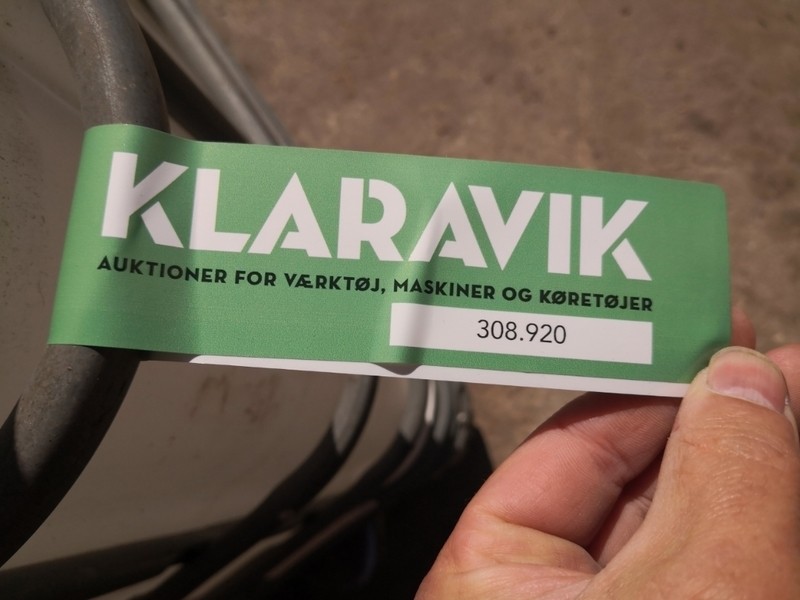 KLARAVIK
AUKTIONER FOR VÆRKTØJ, MASKINER OG KØRETØJER
308.920